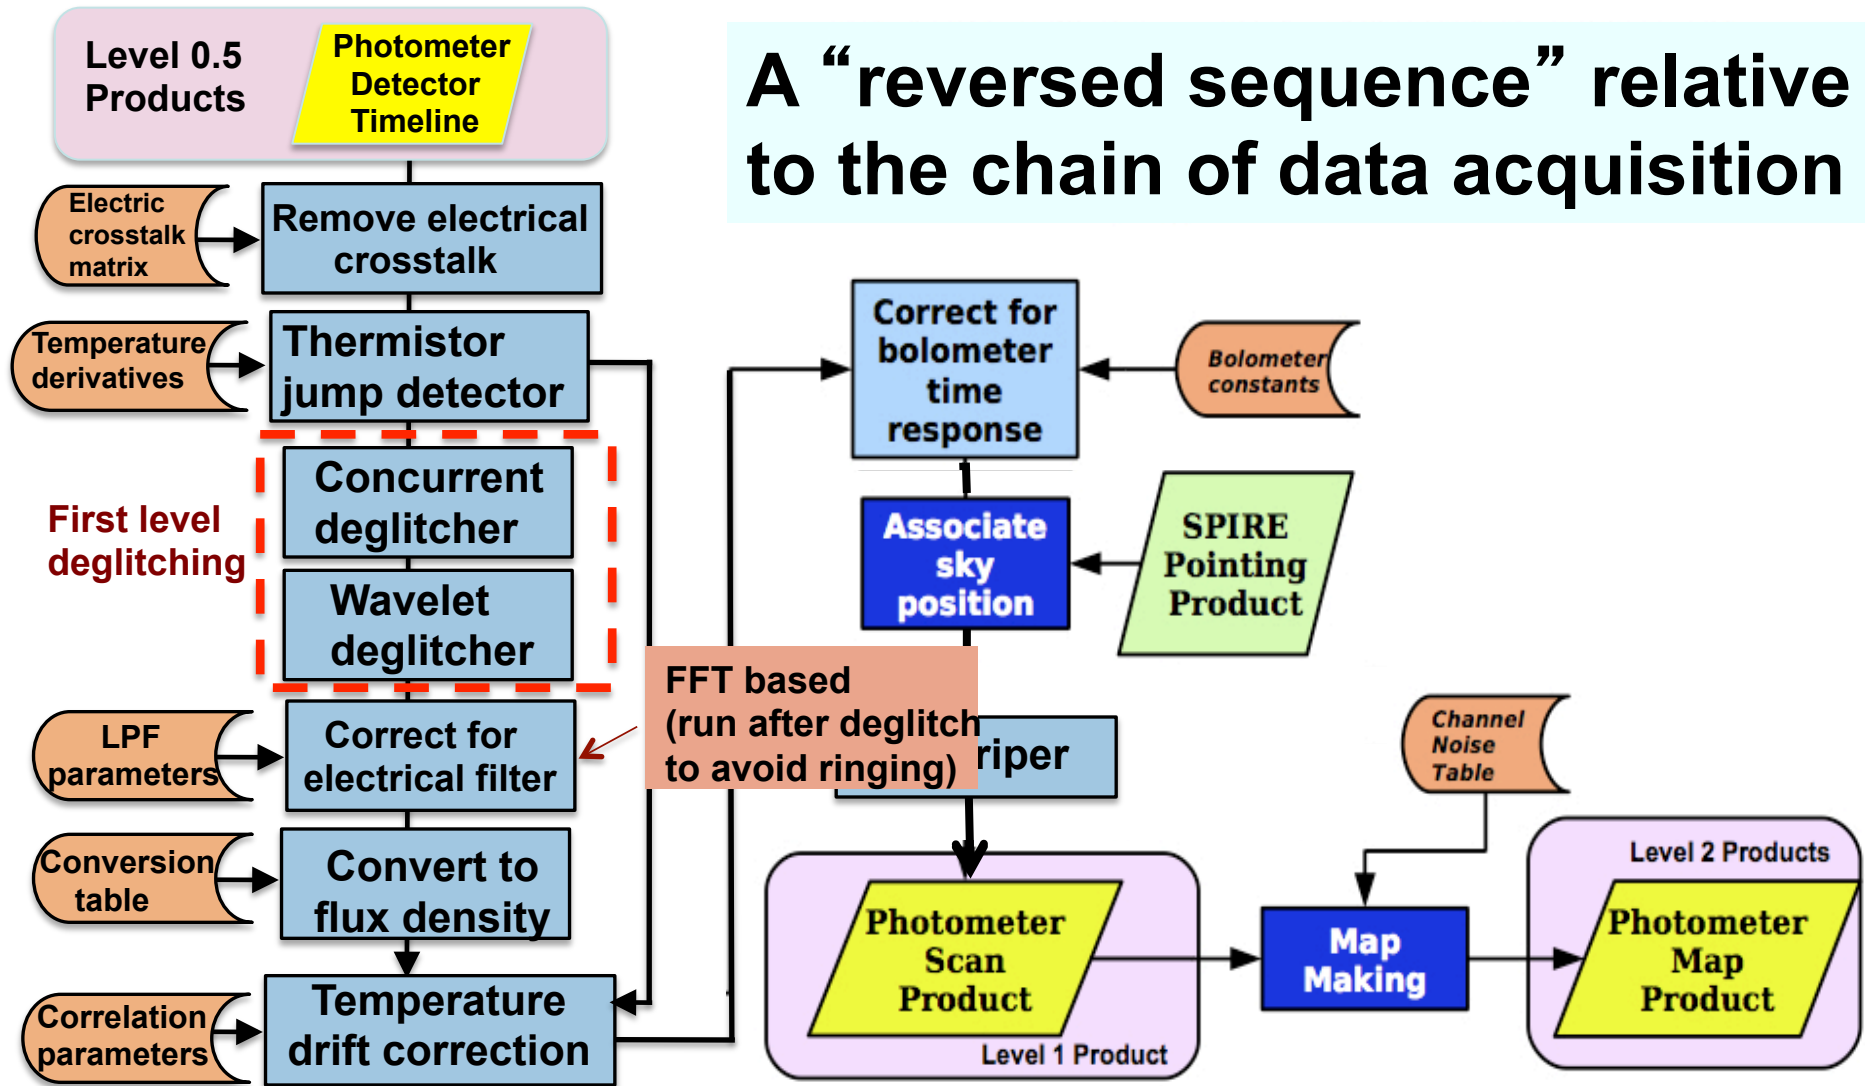 Level 0.5
Products
Photometer
Detector
Timeline
A “reversed sequence” relative
to the chain of data acquisition
Electric
crosstalk
matrix
Remove electrical
crosstalk
Temperature
derivatives
Thermistor
jump detector
First level
deglitching
Concurrent
deglitcher
Wavelet
deglitcher
LPF
parameters
Correct for
electrical filter
FFT based
(run after deglitch
to avoid ringing)
Conversion
table
Convert to
flux density
Correlation
parameters
Temperature
drift correction
Correct for
bolometer
time
response
Bolometer
constants
Associate
sky
position
SPIRE
Pointing
Product
riper
Photometer
Scan
Product
Level 1 Product
Channel
Noise
Table
Map
Making
Level 2 Products
Photometer
Map
Product